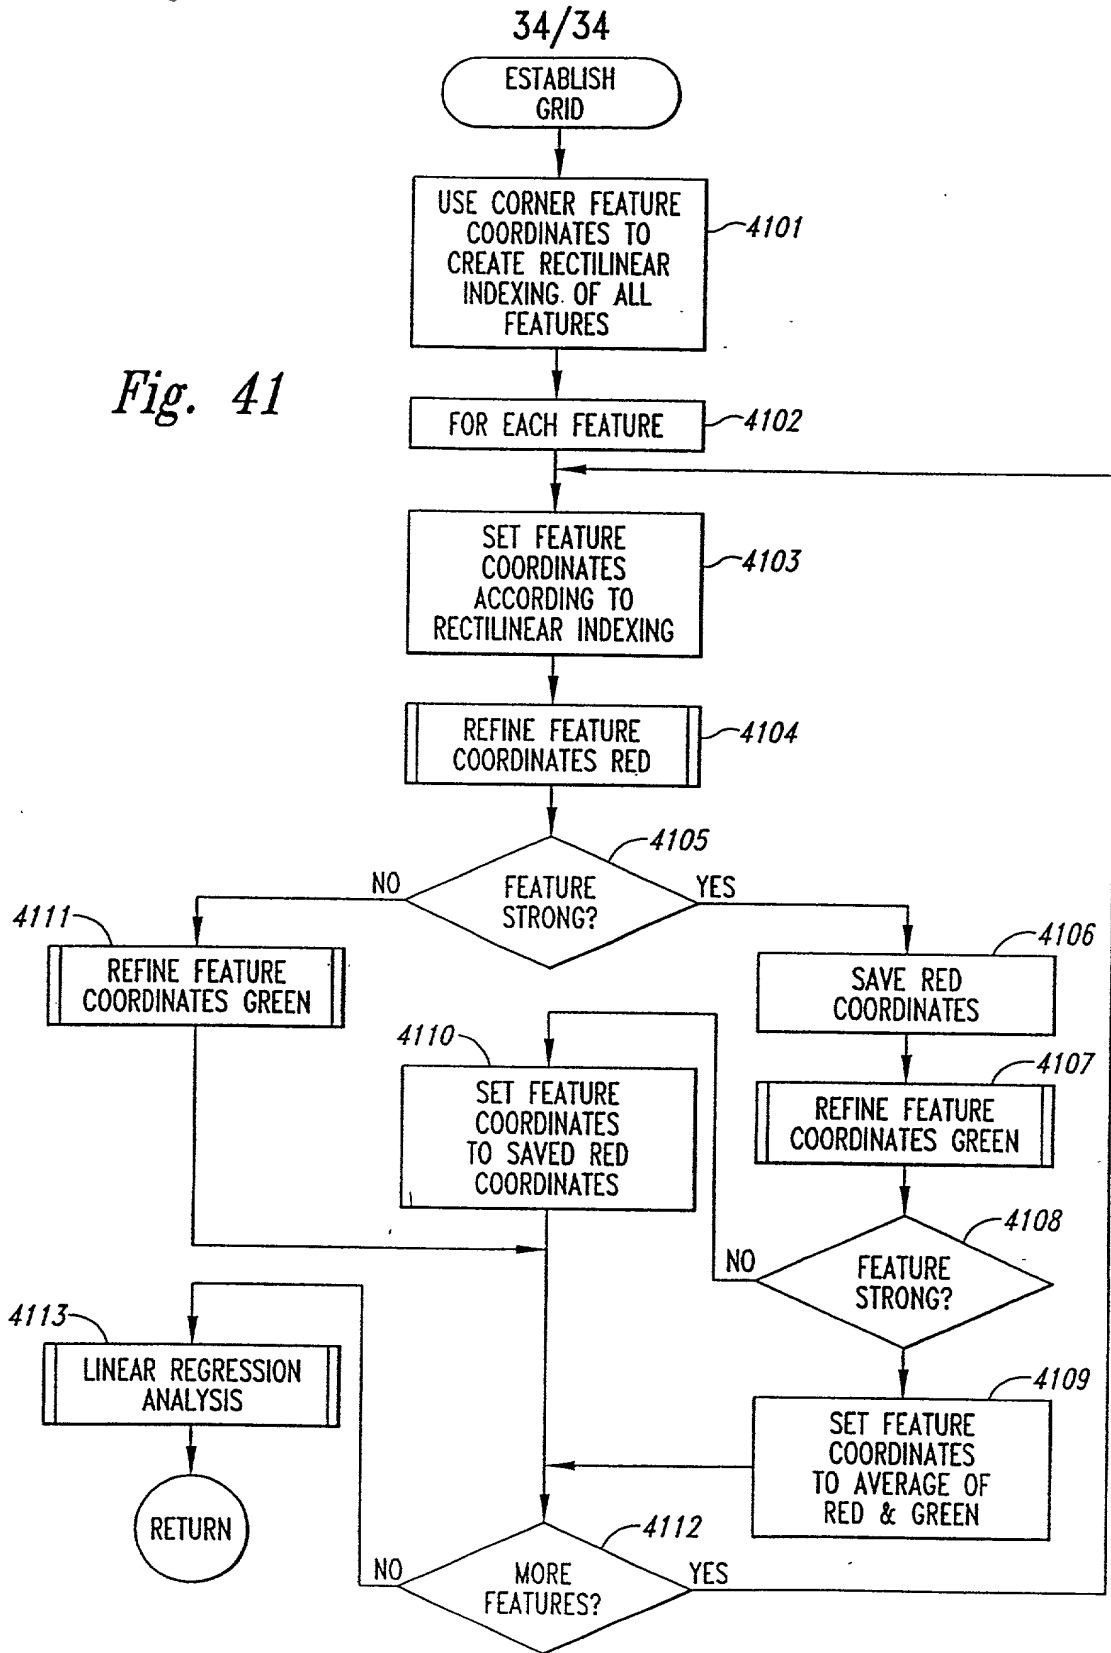 34/34
ESTABLISH
GRID
USE CORNER FEATURE
COORDINATES TO
CREATE RECTILINEAR
INDEXING OF ALL
FEATURES
4101
Fig. 41
FOR EACH FEATURE
4102
SET FEATURE
COORDINATES
ACCORDING TO
RECTILINEAR INDEXING
4103
REFINE FEATURE
COORDINATES RED
4104
4105
FEATURE
STRONG?
NO
YES
4111
REFINE FEATURE
COORDINATES GREEN
4106
SAVE RED
COORDINATES
4110
SET FEATURE
COORDINATES
TO SAVED RED
COORDINATES
4107
REFINE FEATURE
COORDINATES GREEN
4108
FEATURE
STRONG?
NO
4113
LINEAR REGRESSION
ANALYSIS
4109
SET FEATURE
COORDINATES
TO AVERAGE OF
RED & GREEN
RETURN
4112
MORE
FEATURES?
NO
YES